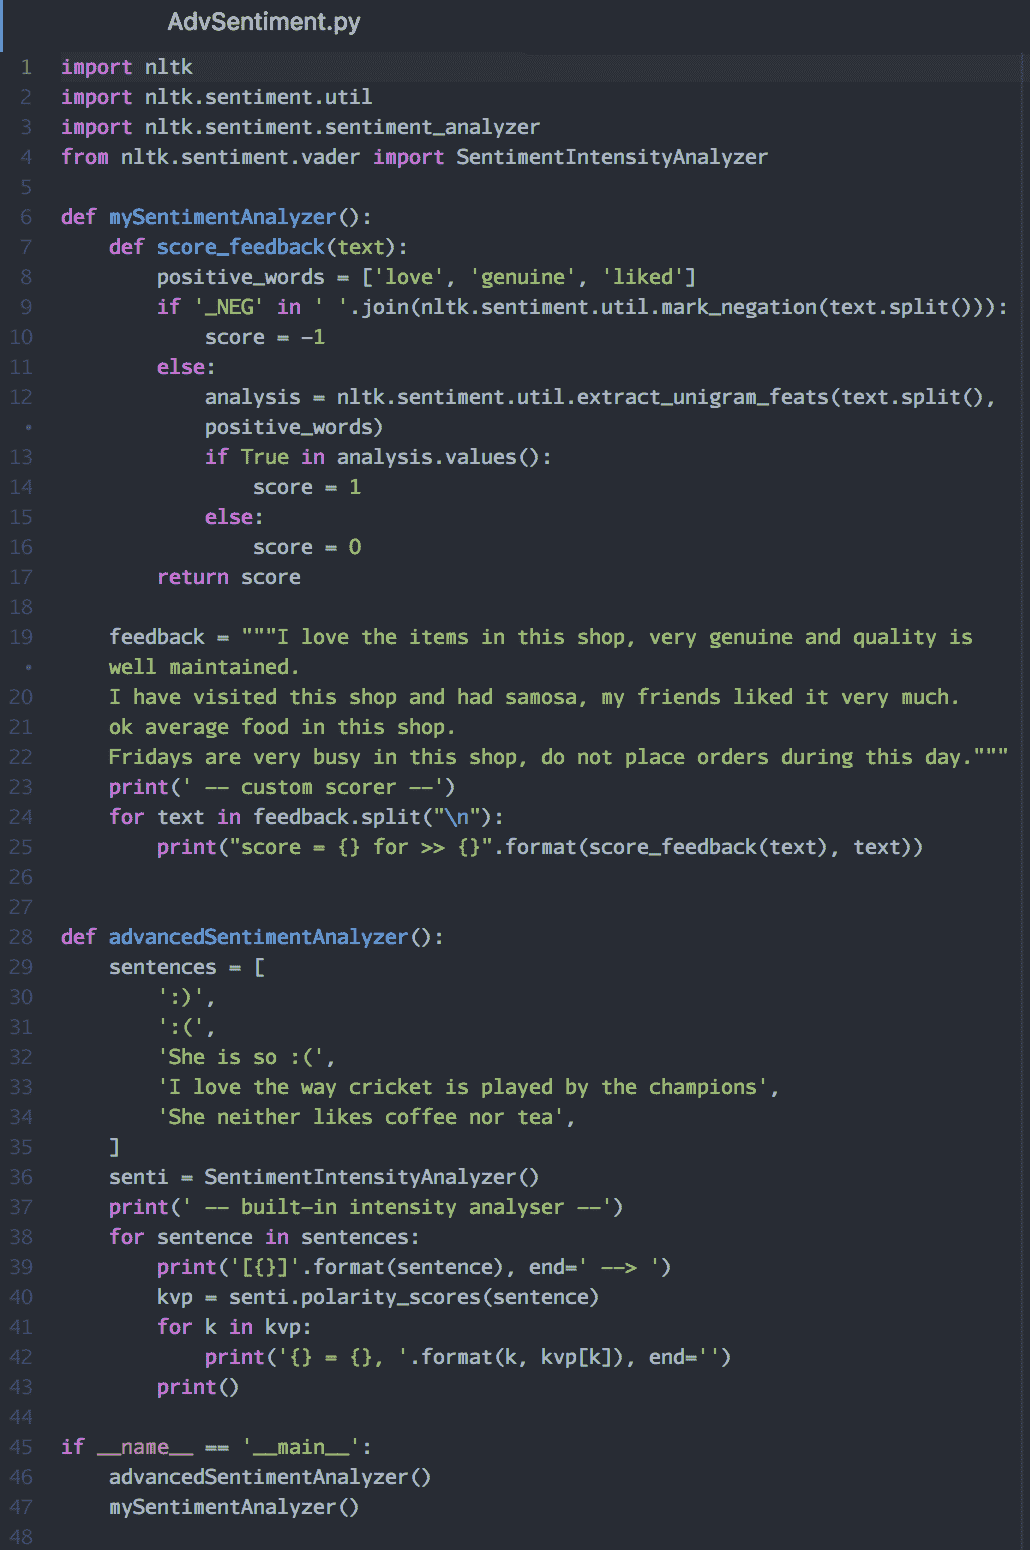 AdvSentiment.py
1 import nltk
2 import nltk.sentiment.util
3 import nltk.sentiment.sentiment_analyzer
4 from nltk.sentiment.vader import SentimentIntensityAnalyzer
5
6 def mySentimentAnalyzer():
7     def score_feedback(text):
8         positive_words = ['love', 'genuine', 'liked']
9         if '_NEG' in ' '.join(nltk.sentiment.util.mark_negation(text.split())):
10             score = -1
11         else:
12             analysis = nltk.sentiment.util.extract_unigram_feats(text.split(),
•             positive_words)
13             if True in analysis.values():
14                 score = 1
15             else:
16                 score = 0
17         return score
18
19     feedback = """I love the items in this shop, very genuine and quality is
•     well maintained.
20     I have visited this shop and had samosa, my friends liked it very much.
21     ok average food in this shop.
22     Fridays are very busy in this shop, do not place orders during this day."""
23     print(' -- custom scorer --')
24     for text in feedback.split("\n"):
25         print("score = {} for >> {}".format(score_feedback(text), text))
26
27
28 def advancedSentimentAnalyzer():
29     sentences = [
30         ':)',
31         ':(',
32         'She is so :(',
33         'I love the way cricket is played by the champions',
34         'She neither likes coffee nor tea',
35     ]
36     senti = SentimentIntensityAnalyzer()
37     print(' -- built-in intensity analyser --')
38     for sentence in sentences:
39         print('[{}]'.format(sentence), end=' --> ')
40         kvp = senti.polarity_scores(sentence)
41         for k in kvp:
42             print('{} = {}, '.format(k, kvp[k]), end='')
43         print()
44
45 if __name__ == '__main__':
46     advancedSentimentAnalyzer()
47     mySentimentAnalyzer()
48